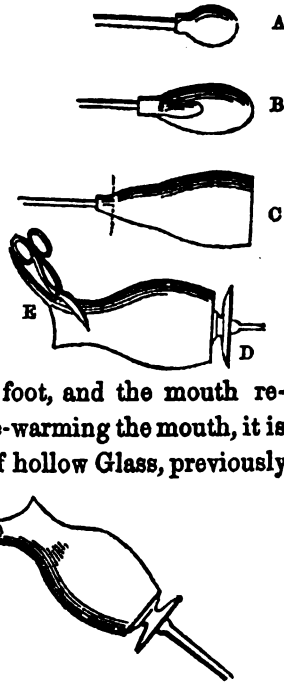 A
B
C
E
D
foot, and the mouth re-
-warming the mouth, it is
hollow Glass, previously